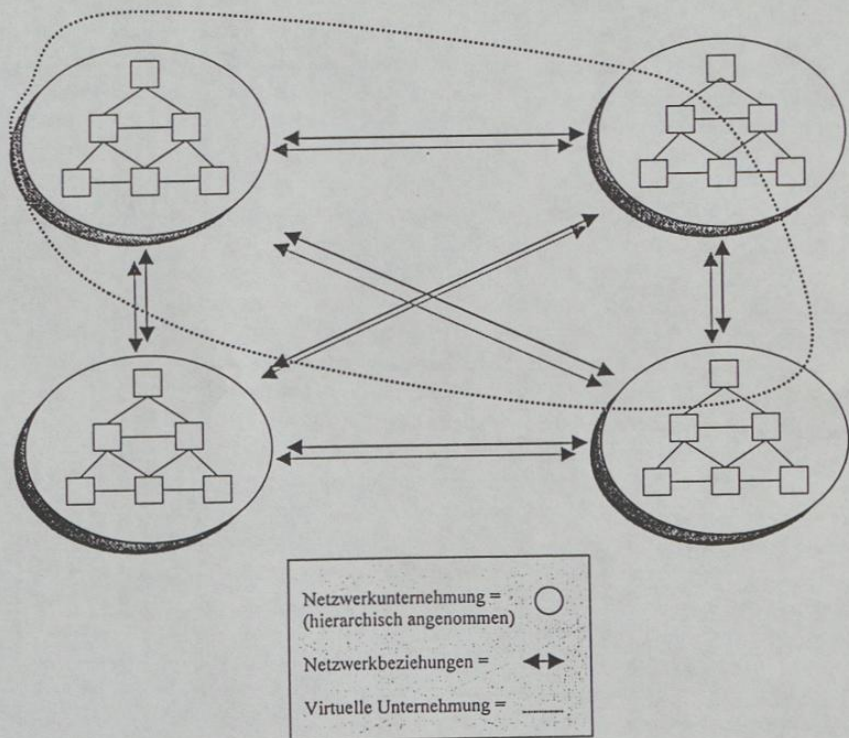 Netzwerkunternehmung =
(hierarchisch angenommen)
Netzwerkbeziehungen =
Virtuelle Unternehmung =